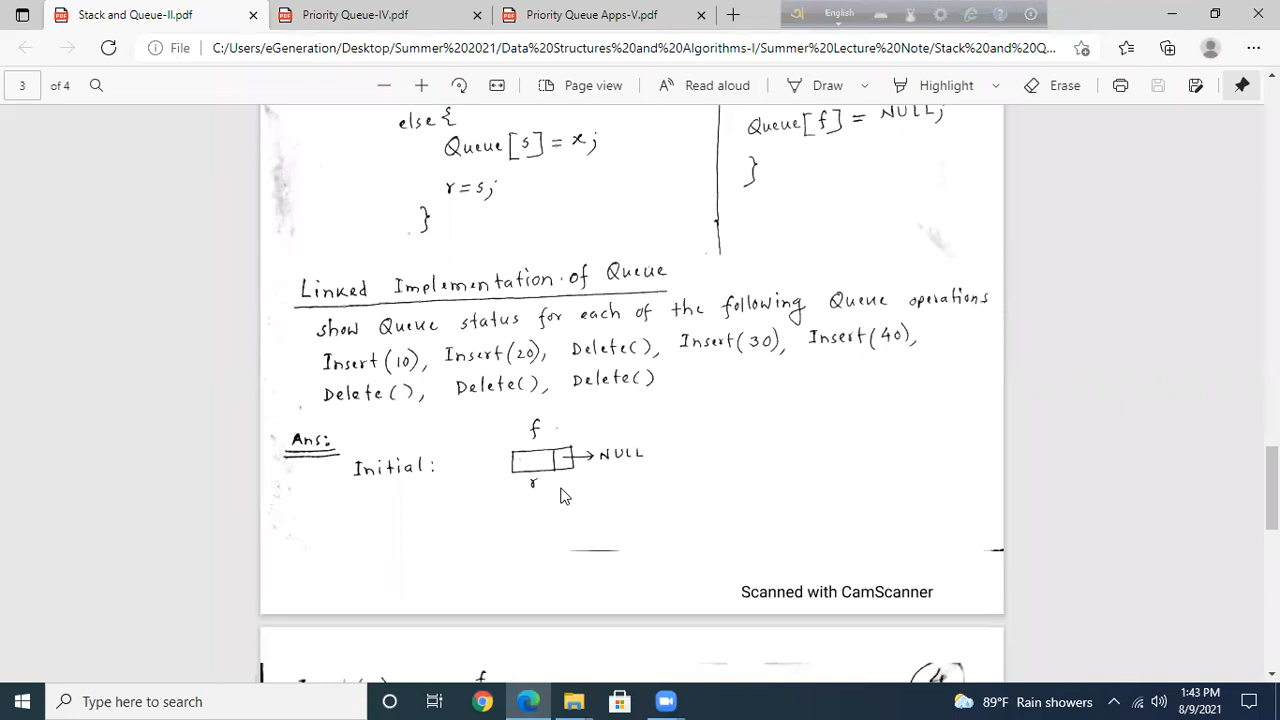 Stack and Qiueue-II.pdf
Priority Queue-IV.pdf
Priority Queue Apps-V.pdf
English
File
C:/Users/eGeneration/Desktop/Summer%202021/Data%20Structures%20and%20Algorithms-I/Summer%20Lecture%20Note/Stack%20and%20Q...
3 of 4
Page view
Read aloud
Draw
Highlight
Erase
else {
Queue[s] = x;
r = s;
}
Queue[f] = NULL;
}
Linked Implementation of Queue
show Queue status for each of the following Queue operations
Insert(10), Insert(20), Delete(), Insert(30), Insert(40),
Delete(), Delete(), Delete()
Ans:
f
Initial: → NULL
r
Scanned with CamScanner
f
(4)
Type here to search
89°F Rain showers
1:43 PM
8/9/2021